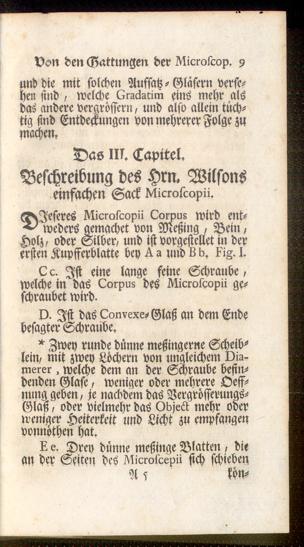 Von den Gattungen der Microscop. 9
und die mit solchen Auffatz-Gläsern verse-
hen sind, welche Gradatim eins mehr als
das andere vergrössern, und also allein tüch-
tig sind Entdeckungen von mehrerer Folge zu
machen.
Das III. Capitel.
Beschreibung des Hrn. Wilsons
einfachen Sack Microscopii.
DIeseres Microscopii Corpus wird ent-
weders gemachet von Meßing, Bein,
Holz, oder Silber, und ist vorgestellet in der
ersten Kupfferblatte bey A a und B b, Fig. I.
C c. Ist eine lange feine Schraube,
welche in das Corpus des Microscopii ge-
schraubet wird.
D. Ist das Convexe-Glaß an dem Ende
besagter Schraube.
* Zwey runde dünne meßingerne Scheib-
lein, mit zwey Löchern von ungleichem Dia-
merer, welche dem an der Schraube befin-
denden Glase, weniger oder mehrere Oeff-
nung geben, je nachdem das Vergrösserungs-
Glaß, oder vielmehr das Object mehr oder
weniger Heiterkeit und Licht zu empfangen
vonnöthen hat.
E e. Drey dünne meßinge Blatten, die
an der Seiten des Microscepii sich schieben
A 5 kön-